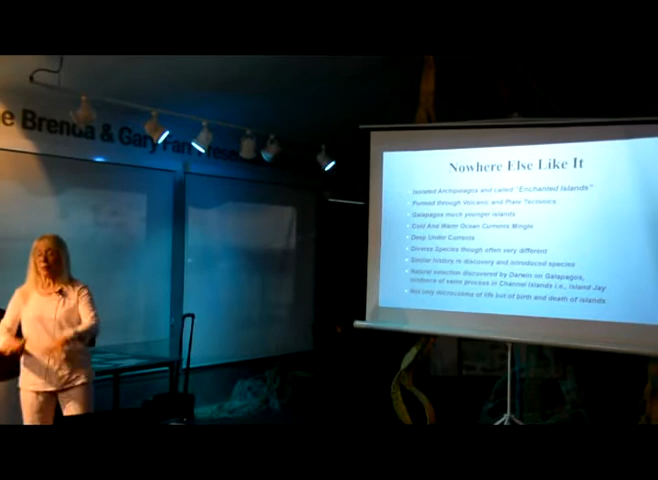 e Brenda & Gary Farr Prese
Nowhere Else Like It
Isolated Archipelagos and called "Enchanted Islands"
Formed through Volcanic and Plate Tectonics
Galapagos much younger islands
Cold And Warm Ocean Currents Mingle
Deep Under Currents
Diverse Species though often very different
Similar history re discovery and introduced species
Natural selection discovered by Darwin on Galapagos,
evidence of same process in Channel Islands i.e., Island Jay
Not only microcosms of life but of birth and death of islands